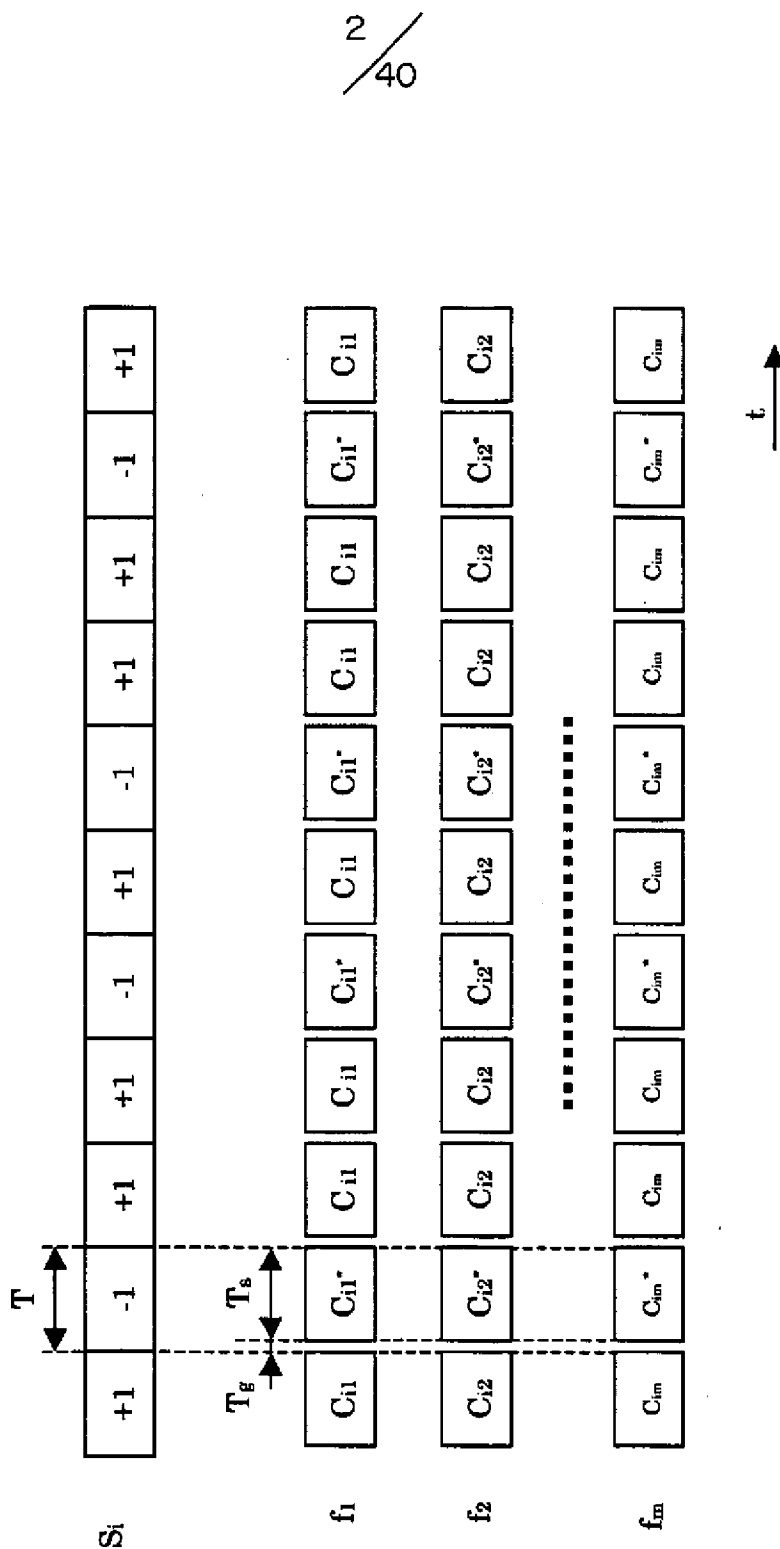 2/40
T
Si +1 -1 +1 +1 -1 +1 -1 +1 +1 -1 +1
Tg Ts
f1 Ci1 Ci1* Ci1 Ci1 Ci1* Ci1 Ci1* Ci1 Ci1 Ci1* Ci1
f2 Ci2 Ci2* Ci2 Ci2 Ci2* Ci2 Ci2* Ci2 Ci2 Ci2* Ci2
fm Cim Cim* Cim Cim Cim* Cim Cim* Cim Cim Cim* Cim
t